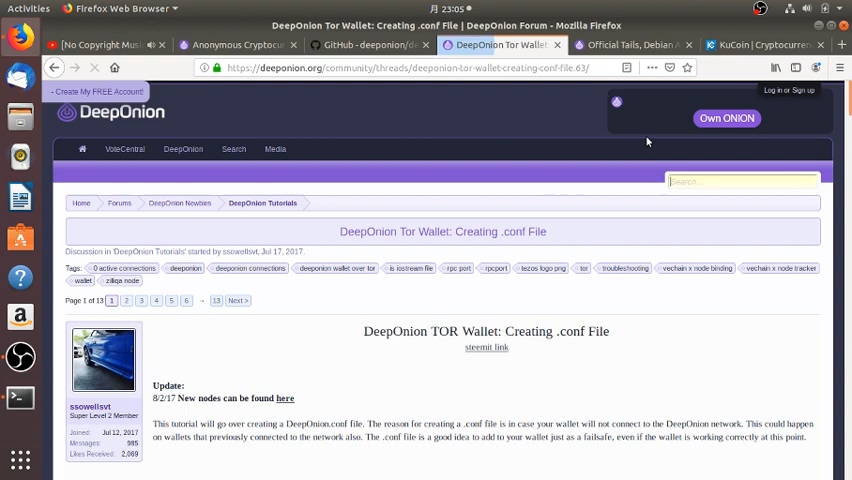 Activities Firefox Web Browser 月 23:05
DeepOnion Tor Wallet: Creating .conf File | DeepOnion Forum - Mozilla Firefox
[No Copyright Mus
Anonymous Cryptocur
GitHub - deeponion/de
DeepOnion Tor Wallet:
Official Tails, Debian A
KuCoin | Cryptocurren
https://deeponion.org/community/threads/deeponion-tor-wallet-creating-conf-file.63/
- Create My FREE Account!
Log in or Sign up
DeepOnion
Own ONION
VoteCentral DeepOnion Search Media
Search...
Home Forums DeepOnion Newbies DeepOnion Tutorials
DeepOnion Tor Wallet: Creating .conf File
Discussion in 'DeepOnion Tutorials' started by ssowellsvt, Jul 17, 2017.
Tags: 0 active connections deeponion deeponion connections deeponion wallet over tor is iostream file rpc port rpcport tezos logo png tor troubleshooting vechain x node binding vechain x node tracker
wallet zilliqa node
Page 1 of 13 1 2 3 4 5 6 → 13 Next >
DeepOnion TOR Wallet: Creating .conf File
steemit link
Update:
8/2/17 New nodes can be found here
ssowellsvt
Super Level 2 Member
Joined: Jul 12, 2017
Messages: 985
Likes Received: 2,069
This tutorial will go over creating a DeepOnion.conf file. The reason for creating a .conf file is in case your wallet will not connect to the DeepOnion network. This could happen
on wallets that previously connected to the network also. The .conf file is a good idea to add to your wallet just as a failsafe, even if the wallet is working correctly at this point.